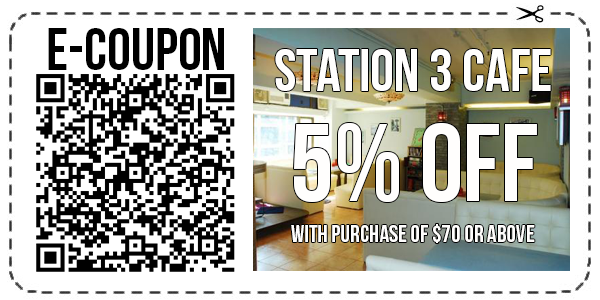 E-COUPON
STATION 3 CAFE
5% OFF
WITH PURCHASE OF $70 OR ABOVE